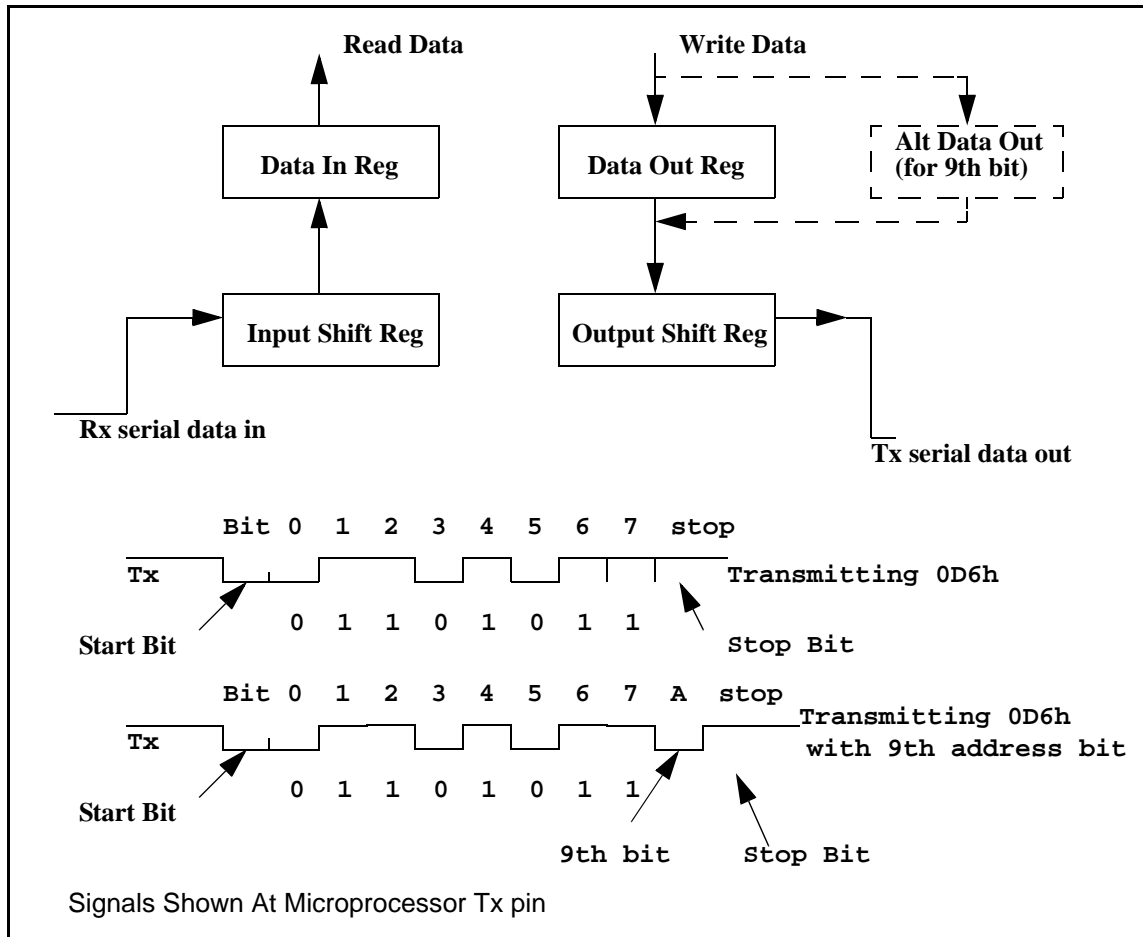 Read Data
Write Data
Data In Reg
Data Out Reg
Alt Data Out
(for 9th bit)
Input Shift Reg
Output Shift Reg
Rx serial data in
Tx serial data out
Bit 0 1 2 3 4 5 6 7 stop
Tx
Transmitting 0D6h
0 1 1 0 1 0 1 1
Start Bit
Stop Bit
Bit 0 1 2 3 4 5 6 7 A stop
Tx
Transmitting 0D6h
with 9th address bit
0 1 1 0 1 0 1 1
Start Bit
9th bit
Stop Bit
Signals Shown At Microprocessor Tx pin